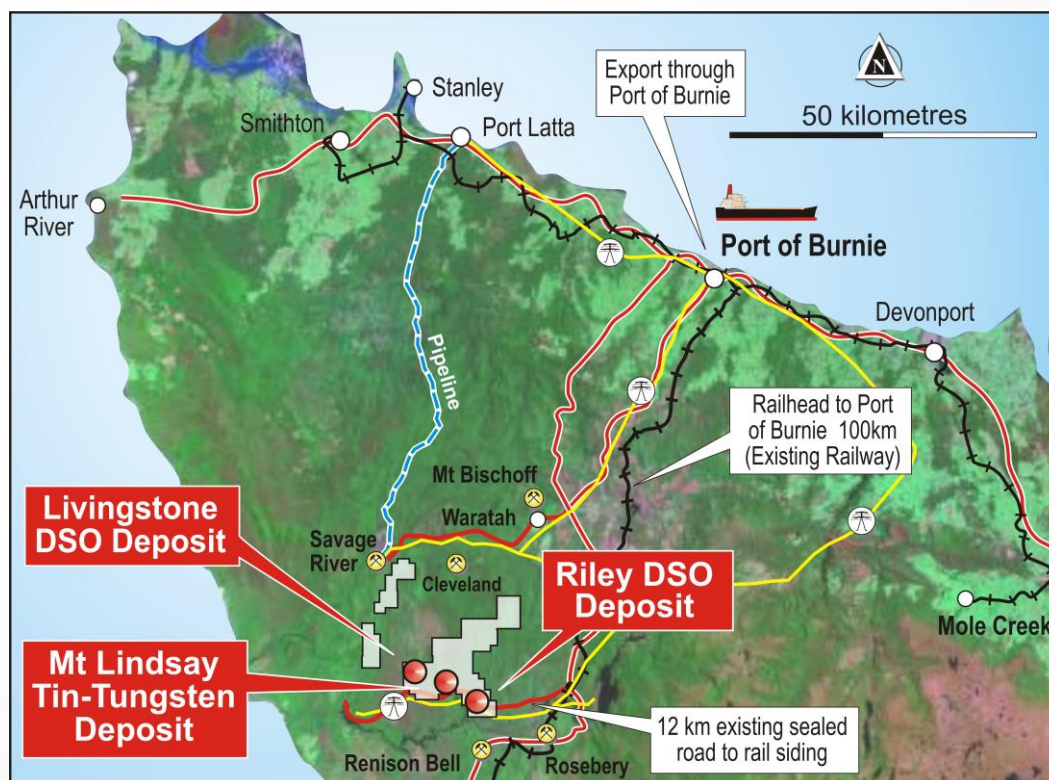 Stanley
Smithton
Port Latta
Arthur
River
Export through
Port of Burnie
N
50 kilometres
Port of Burnie
Devonport
Pipeline
Railhead to Port
of Burnie 100km
(Existing Railway)
Mt Bischoff
Waratah
Savage
River
Cleveland
Livingstone
DSO Deposit
Riley DSO
Deposit
Mt Lindsay
Tin-Tungsten
Deposit
Mole Creek
12 km existing sealed
road to rail siding
Renison Bell
Rosebery